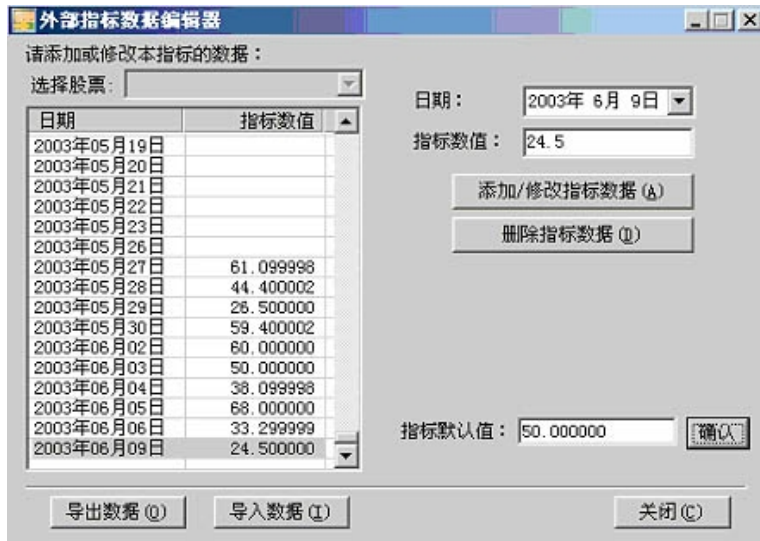 外部指标数据编辑器
请添加或修改本指标的数据：
选择股票:
日期 指标数值
2003年05月19日
2003年05月20日
2003年05月21日
2003年05月22日
2003年05月23日
2003年05月26日
2003年05月27日 61.099998
2003年05月28日 44.400002
2003年05月29日 26.500000
2003年05月30日 59.400002
2003年06月02日 60.000000
2003年06月03日 50.000000
2003年06月04日 38.099998
2003年06月05日 68.000000
2003年06月06日 33.299999
2003年06月09日 24.500000
日期： 2003年 6月 9日
指标数值： 24.5
添加/修改指标数据(A)
删除指标数据(D)
指标默认值： 50.000000 确认
导出数据(O) 导入数据(I) 关闭(C)